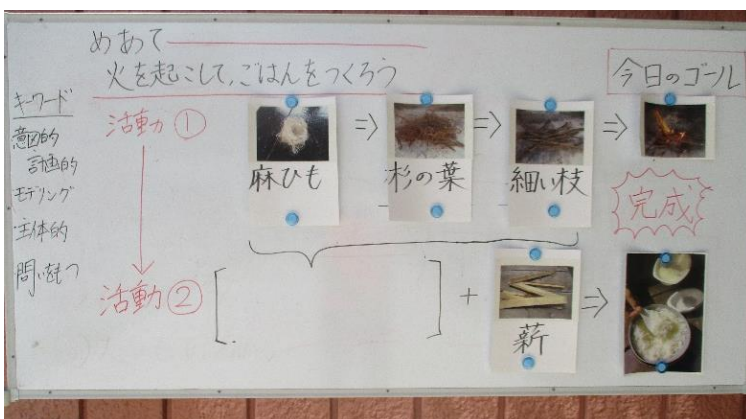 めあて
火を起こして、ごはんをつくろう
今日のゴール
キーワード
意図的
計画的
モデリング
主体的
問いをもつ
活動①
⇒
⇒
⇒
麻ひも
杉の葉
細い枝
完成
活動②
[ ] + ⇒
薪